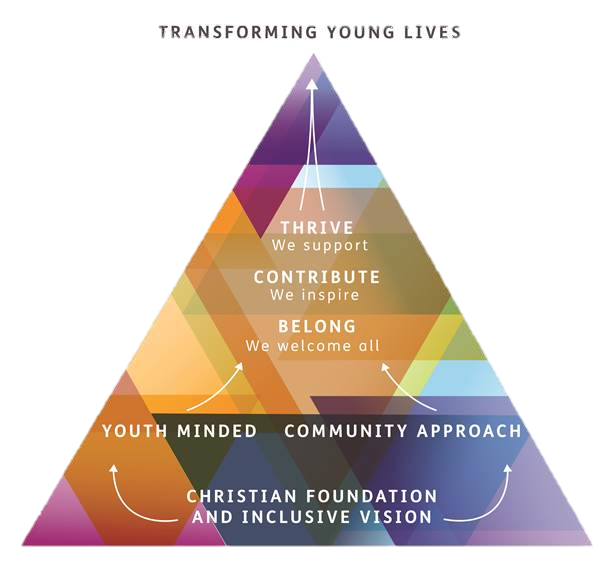 TRANSFORMING YOUNG LIVES
THRIVE
We support
CONTRIBUTE
We inspire
BELONG
We welcome all
YOUTH MINDED
COMMUNITY APPROACH
CHRISTIAN FOUNDATION
AND INCLUSIVE VISION